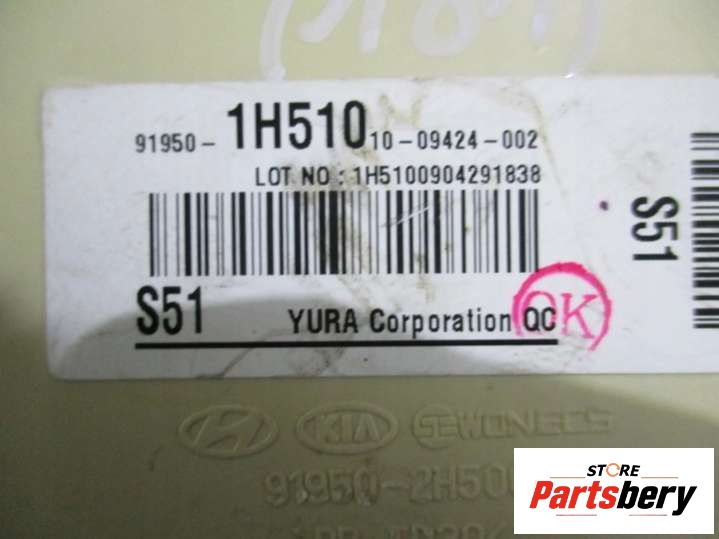 91950- 1H510 10-09424-002
LOT NO : 1H5100904291838
S51
S51 YURA Corporation QC
OK
KIA SEWONECS
91950-2H50
STORE
Partsbery